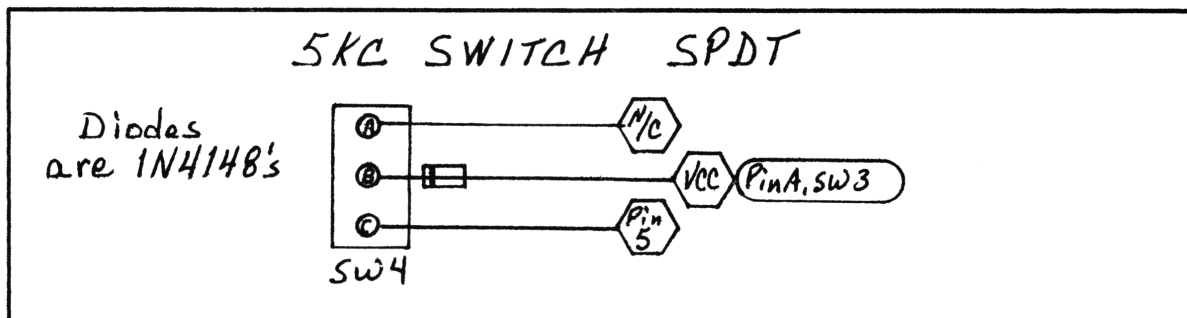 5KC SWITCH SPDT
Diodes
are 1N4148's
A
N/C
B
VCC
PinA, SW3
C
Pin
5
SW4